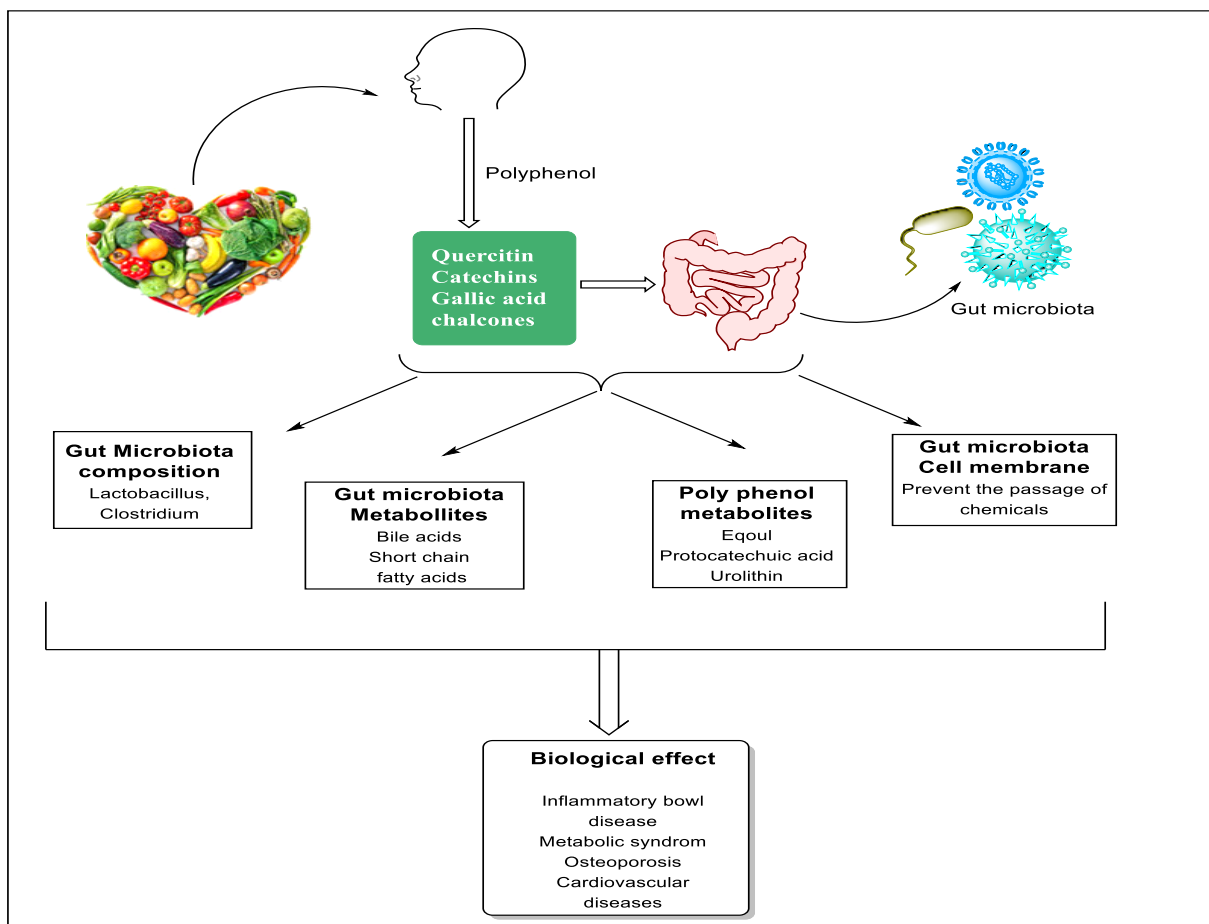 Polyphenol
Quercitin
Catechins
Gallic acid
chalcones
Gut microbiota
Gut Microbiota
composition
Lactobacillus,
Clostridium
Gut microbiota
Metabollites
Bile acids
Short chain
fatty acids
Poly phenol
metabolites
Eqoul
Protocatechuic acid
Urolithin
Gut microbiota
Cell membrane
Prevent the passage of
chemicals
Biological effect
Inflammatory bowl
disease
Metabolic syndrom
Osteoporosis
Cardiovascular
diseases